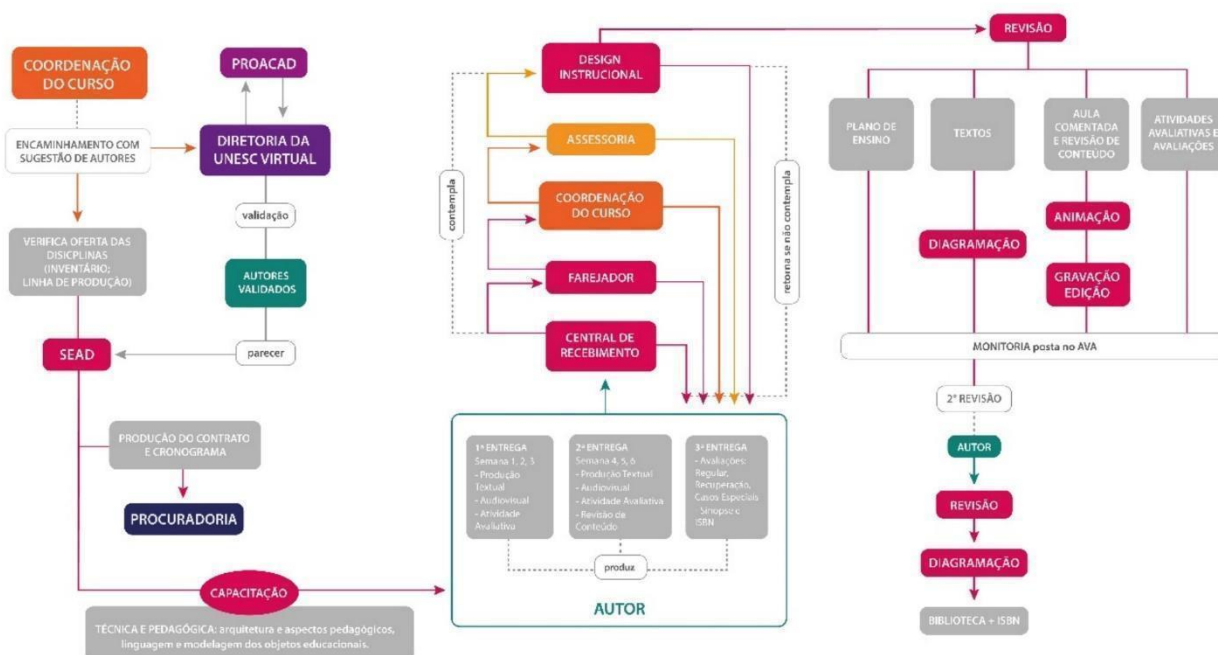 COORDENAÇÃO
DO CURSO
PROACAD
ENCAMINHAMENTO COM
SUGESTÃO DE AUTORES
DIRETORIA DA
UNESC VIRTUAL
validação
VERIFICA OFERTA DAS
DISICPLINAS
(INVENTÁRIO;
LINHA DE PRODUÇÃO)
AUTORES
VALIDADOS
SEAD
parecer
PRODUÇÃO DO CONTRATO
E CRONOGRAMA
PROCURADORIA
CAPACITAÇÃO
TÉCNICA E PEDAGÓGICA: arquitetura e aspectos pedagógicos,
linguagem e modelagem dos objetos educacionais.
DESIGN
INSTRUCIONAL
ASSESSORIA
contempla
COORDENAÇÃO
DO CURSO
retorna se não contempla
FAREJADOR
CENTRAL DE
RECEBIMENTO
1ª ENTREGA
Semana 1, 2, 3
- Produção
Textual
- Audiovisual
- Atividade
Avaliativa
2ª ENTREGA
Semana 4, 5, 6
- Produção Textual
- Audiovisual
- Atividade Avaliativa
- Revisão de
Conteúdo
3ª ENTREGA
- Avaliações:
Regular,
Recuperação,
Casos Especiais
- Sinopse e
ISBN
produz
AUTOR
REVISÃO
PLANO DE
ENSINO
TEXTOS
AULA
COMENTADA
E REVISÃO DE
CONTEÚDO
ATIVIDADES
AVALIATIVAS E
AVALIAÇÕES
ANIMAÇÃO
DIAGRAMAÇÃO
GRAVAÇÃO
EDIÇÃO
MONITORIA posta no AVA
2ª REVISÃO
AUTOR
REVISÃO
DIAGRAMAÇÃO
BIBLIOTECA + ISBN